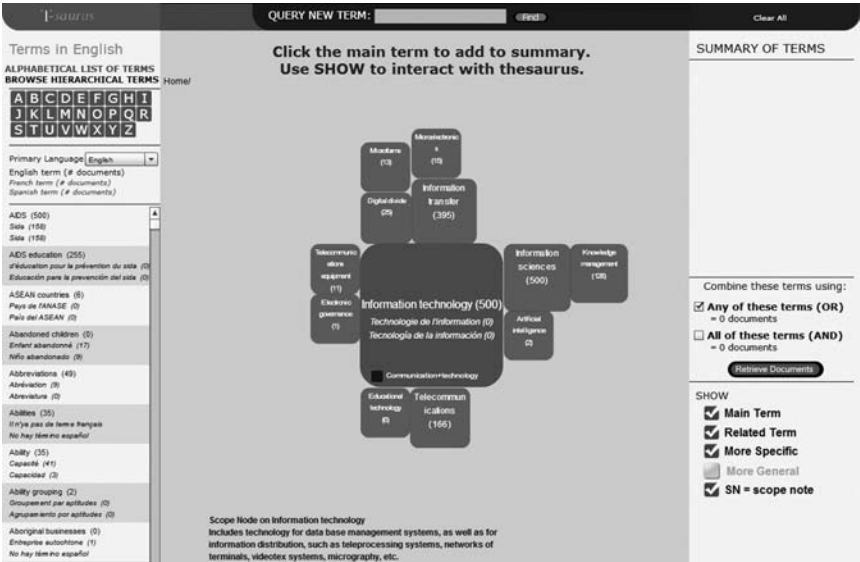 T-saurus
QUERY NEW TERM:
Find
Clear All
Terms in English
ALPHABETICAL LIST OF TERMS
BROWSE HIERARCHICAL TERMS
A B C D E F G H I
J K L M N O P Q R
S T U V W X Y Z
Primary Language English
English term (# documents)
French term (# documents)
Spanish term (# documents)
AIDS (500)
Sida (158)
Sida (158)
AIDS education (255)
d'éducation pour la prévention du sida (0)
Educación para la prevención del sida (0)
ASEAN countries (6)
Pays de l'ANASE (0)
País del ASEAN (0)
Abandoned children (0)
Enfant abandonné (17)
Niño abandonado (9)
Abbreviations (49)
Abréviation (9)
Abreviatura (0)
Abilities (35)
Il n'ya pas de terme français
No hay término español
Ability (35)
Capacité (41)
Capacidad (3)
Ability grouping (2)
Groupement par aptitudes (0)
Agrupamiento por aptitudes (0)
Aboriginal businesses (0)
Entreprise autochtone (1)
No hay término español
Home/
Click the main term to add to summary.
Use SHOW to interact with thesaurus.
Microforms
(13)
Microelectronic
s
(15)
Digital divide
(25)
Information
transfer
(395)
Telecommunic
ations
equipment
(11)
Electronic
governance
(1)
Information technology (500)
Technologie de l'information (0)
Tecnología de la información (0)
Communication+technology
Information
sciences
(500)
Knowledge
management
(128)
Artificial
intelligence
(2)
Educational
technology
(6)
Telecommun
ications
(166)
Scope Node on Information technology
Includes technology for data base management systems, as well as for
information distribution, such as teleprocessing systems, networks of
terminals, videotex systems, micrography, etc.
SUMMARY OF TERMS
Combine these terms using:
Any of these terms (OR)
= 0 documents
All of these terms (AND)
= 0 documents
Retrieve Documents
SHOW
Main Term
Related Term
More Specific
More General
SN = scope note